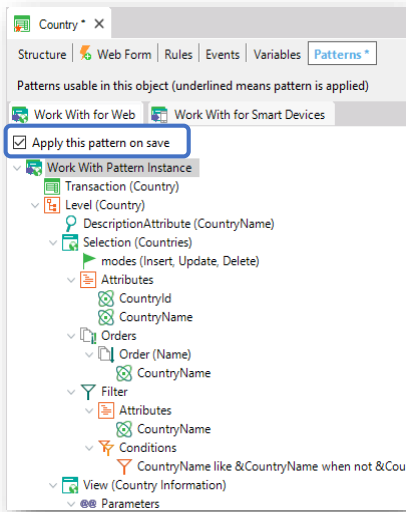 Country *
Structure Web Form Rules Events Variables Patterns *
Patterns usable in this object (underlined means pattern is applied)
Work With for Web Work With for Smart Devices
Apply this pattern on save
Work With Pattern Instance
Transaction (Country)
Level (Country)
DescriptionAttribute (CountryName)
Selection (Countries)
modes (Insert, Update, Delete)
Attributes
CountryId
CountryName
Orders
Order (Name)
CountryName
Filter
Attributes
CountryName
Conditions
CountryName like &CountryName when not &Cou
View (Country Information)
Parameters